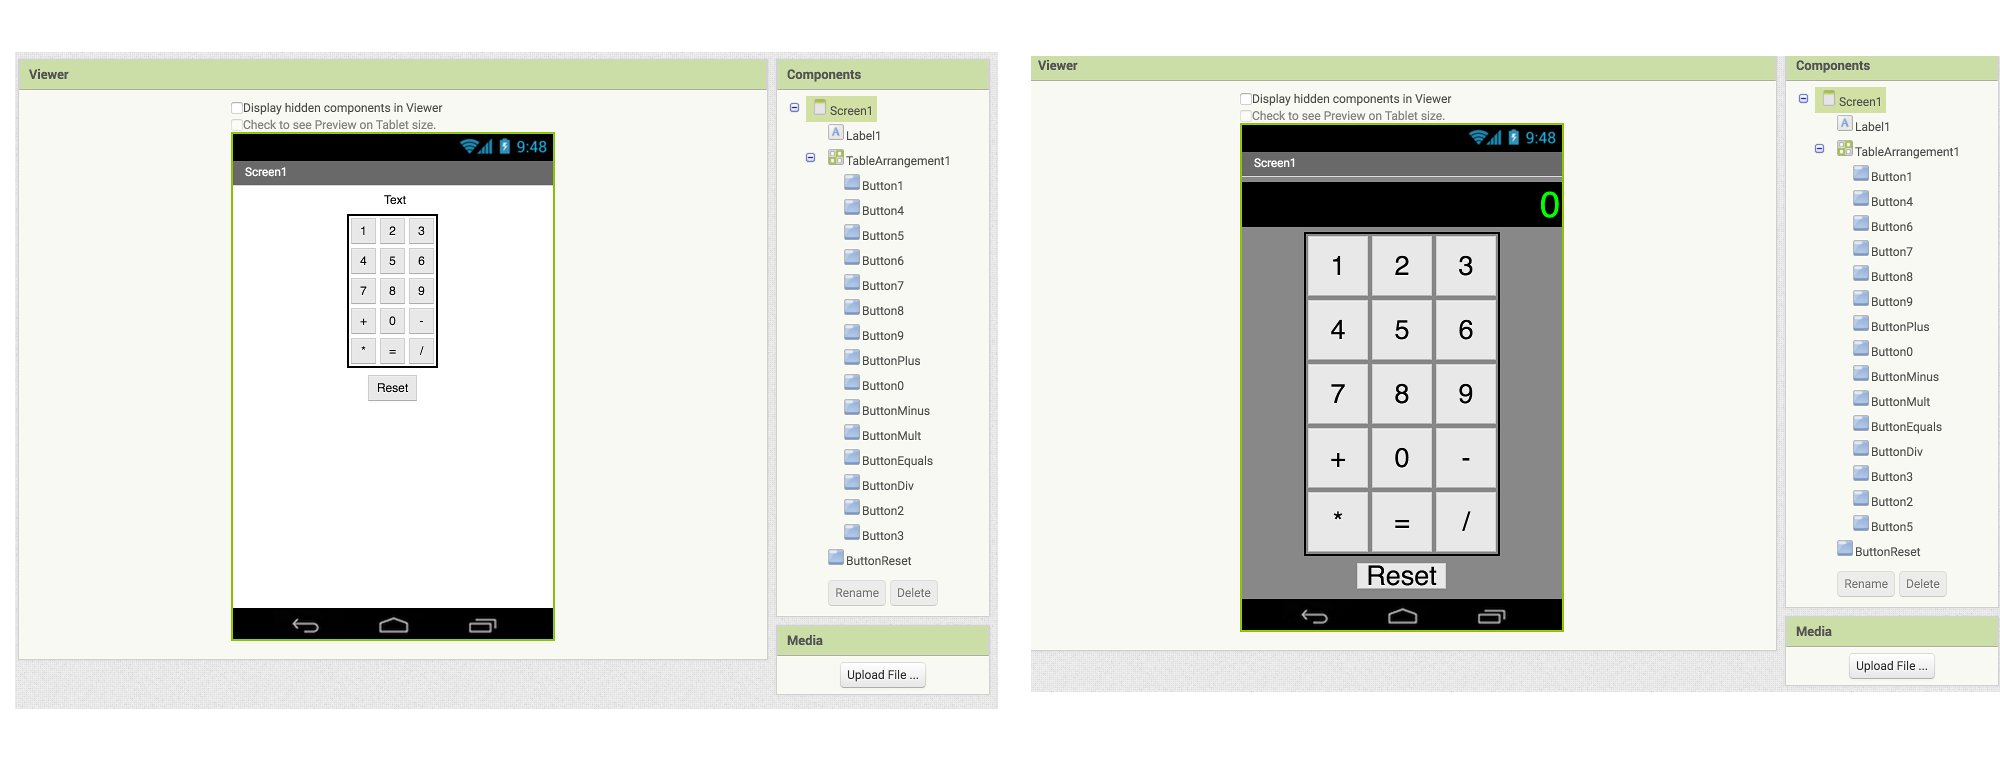 Viewer
Display hidden components in Viewer
Check to see Preview on Tablet size.
9:48
Screen1
Text
1 2 3
4 5 6
7 8 9
+ 0 -
* = /
Reset
Components
Screen1
Label1
TableArrangement1
Button1
Button4
Button5
Button6
Button7
Button8
Button9
ButtonPlus
Button0
ButtonMinus
ButtonMult
ButtonEquals
ButtonDiv
Button2
Button3
ButtonReset
Rename Delete
Media
Upload File ...
Viewer
Display hidden components in Viewer
Check to see Preview on Tablet size.
9:48
Screen1
0
1 2 3
4 5 6
7 8 9
+ 0 -
* = /
Reset
Components
Screen1
A
Label1
TableArrangement1
Button1
Button4
Button6
Button7
Button8
Button9
ButtonPlus
Button0
ButtonMinus
ButtonMult
ButtonEquals
ButtonDiv
Button3
Button2
Button5
ButtonReset
Rename Delete
Media
Upload File ...